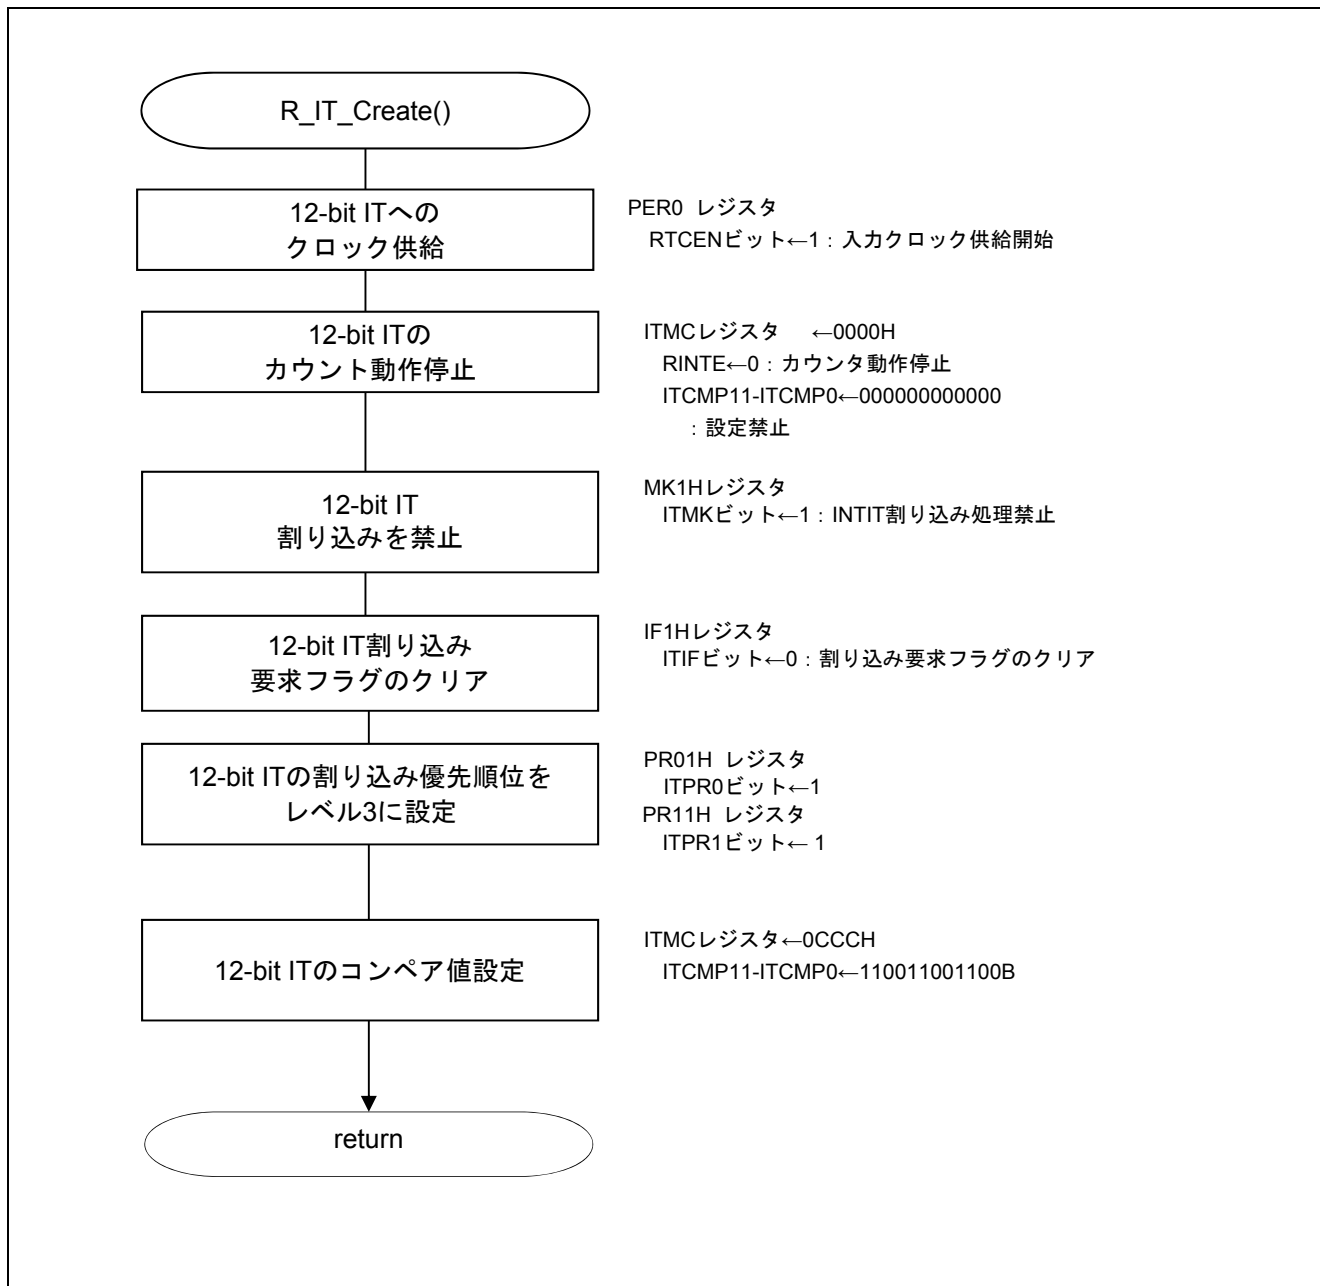 R_IT_Create()
12-bit ITへの
クロック供給
PER0 レジスタ
RTCENビット←1：入力クロック供給開始
12-bit ITの
カウント動作停止
ITMCレジスタ ←0000H
RINTE←0：カウンタ動作停止
ITCMP11-ITCMP0←000000000000
：設定禁止
12-bit IT
割り込みを禁止
MK1Hレジスタ
ITMKビット←1：INTIT割り込み処理禁止
12-bit IT割り込み
要求フラグのクリア
IF1Hレジスタ
ITIFビット←0：割り込み要求フラグのクリア
12-bit ITの割り込み優先順位を
レベル3に設定
PR01H レジスタ
ITPR0ビット←1
PR11H レジスタ
ITPR1ビット← 1
12-bit ITのコンペア値設定
ITMCレジスタ←0CCCH
ITCMP11-ITCMP0←110011001100B
return